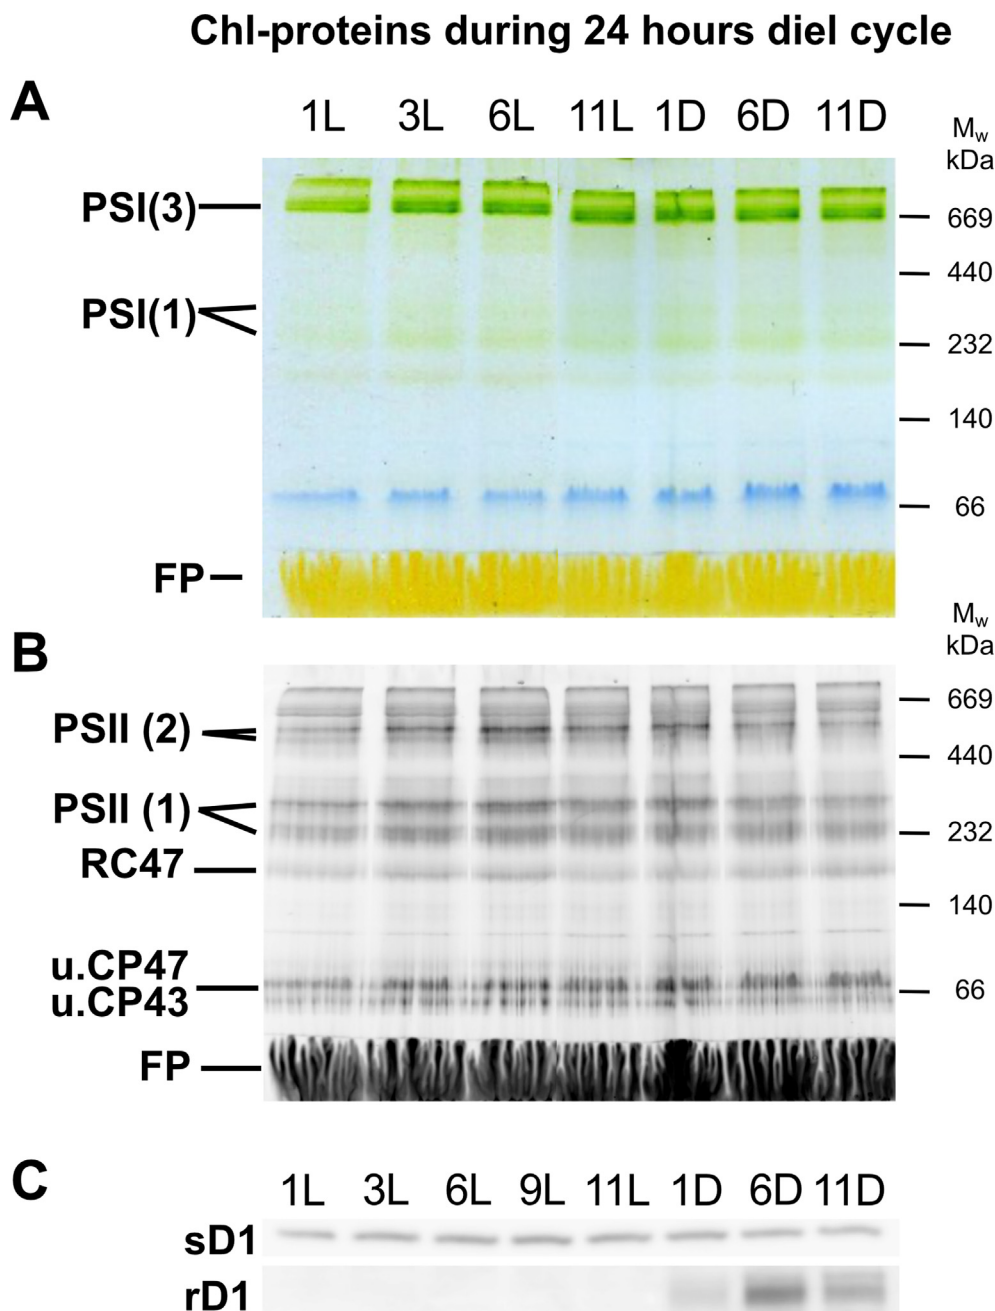 Chl-proteins during 24 hours diel cycle
A
1L 3L 6L 11L 1D 6D 11D
Mw
kDa
PSI(3)
669
440
PSI(1)
232
140
66
FP
Mw
kDa
B
669
PSII (2)
440
PSII (1)
232
RC47
140
u.CP47
66
u.CP43
FP
C
1L 3L 6L 9L 11L 1D 6D 11D
sD1
rD1